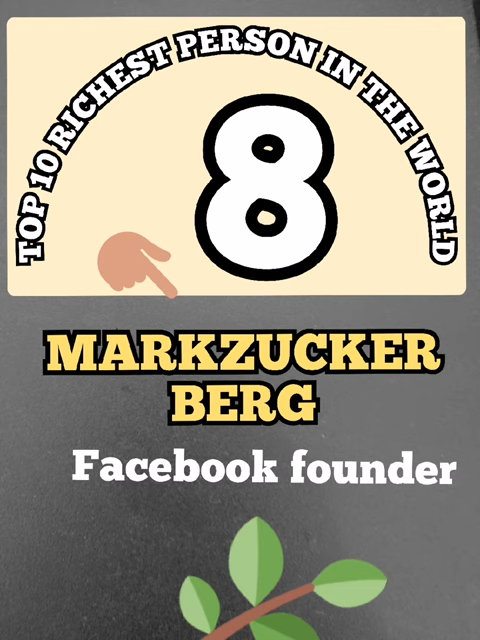 TOP 10 RICHEST PERSON IN THE WORLD
8
MARKZUCKER
BERG
Facebook founder